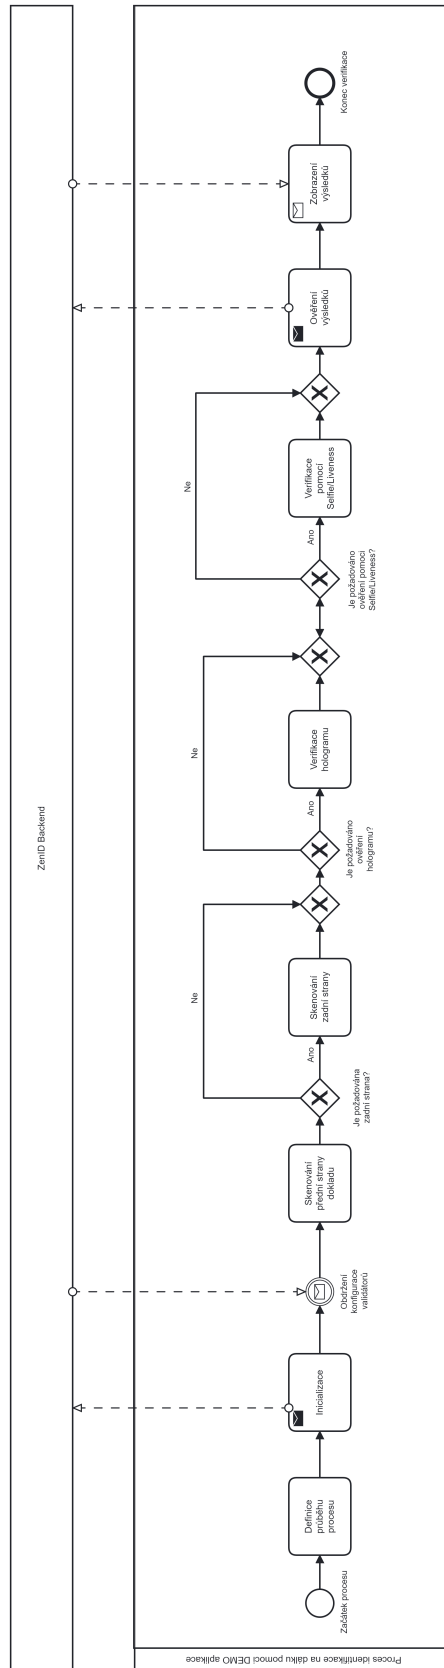 ZenID Backend
Proces identifikace na dálku pomocí DEMO aplikace
Začátek procesu
Definice
průběhu
procesu
Inicializace
Obdržení
konfigurace
validátorů
Skenování
přední strany
dokladu
Je požadována
zadní strana?
Ano
Ne
Skenování
zadní strany
Je požadováno
ověření
hologramu?
Ano
Ne
Verifikace
hologramu
Je požadováno
ověření pomocí
Selfie/Liveness?
Ano
Ne
Verifikace
pomocí
Selfie/Liveness
Ověření
výsledků
Zobrazení
výsledků
Konec verifikace